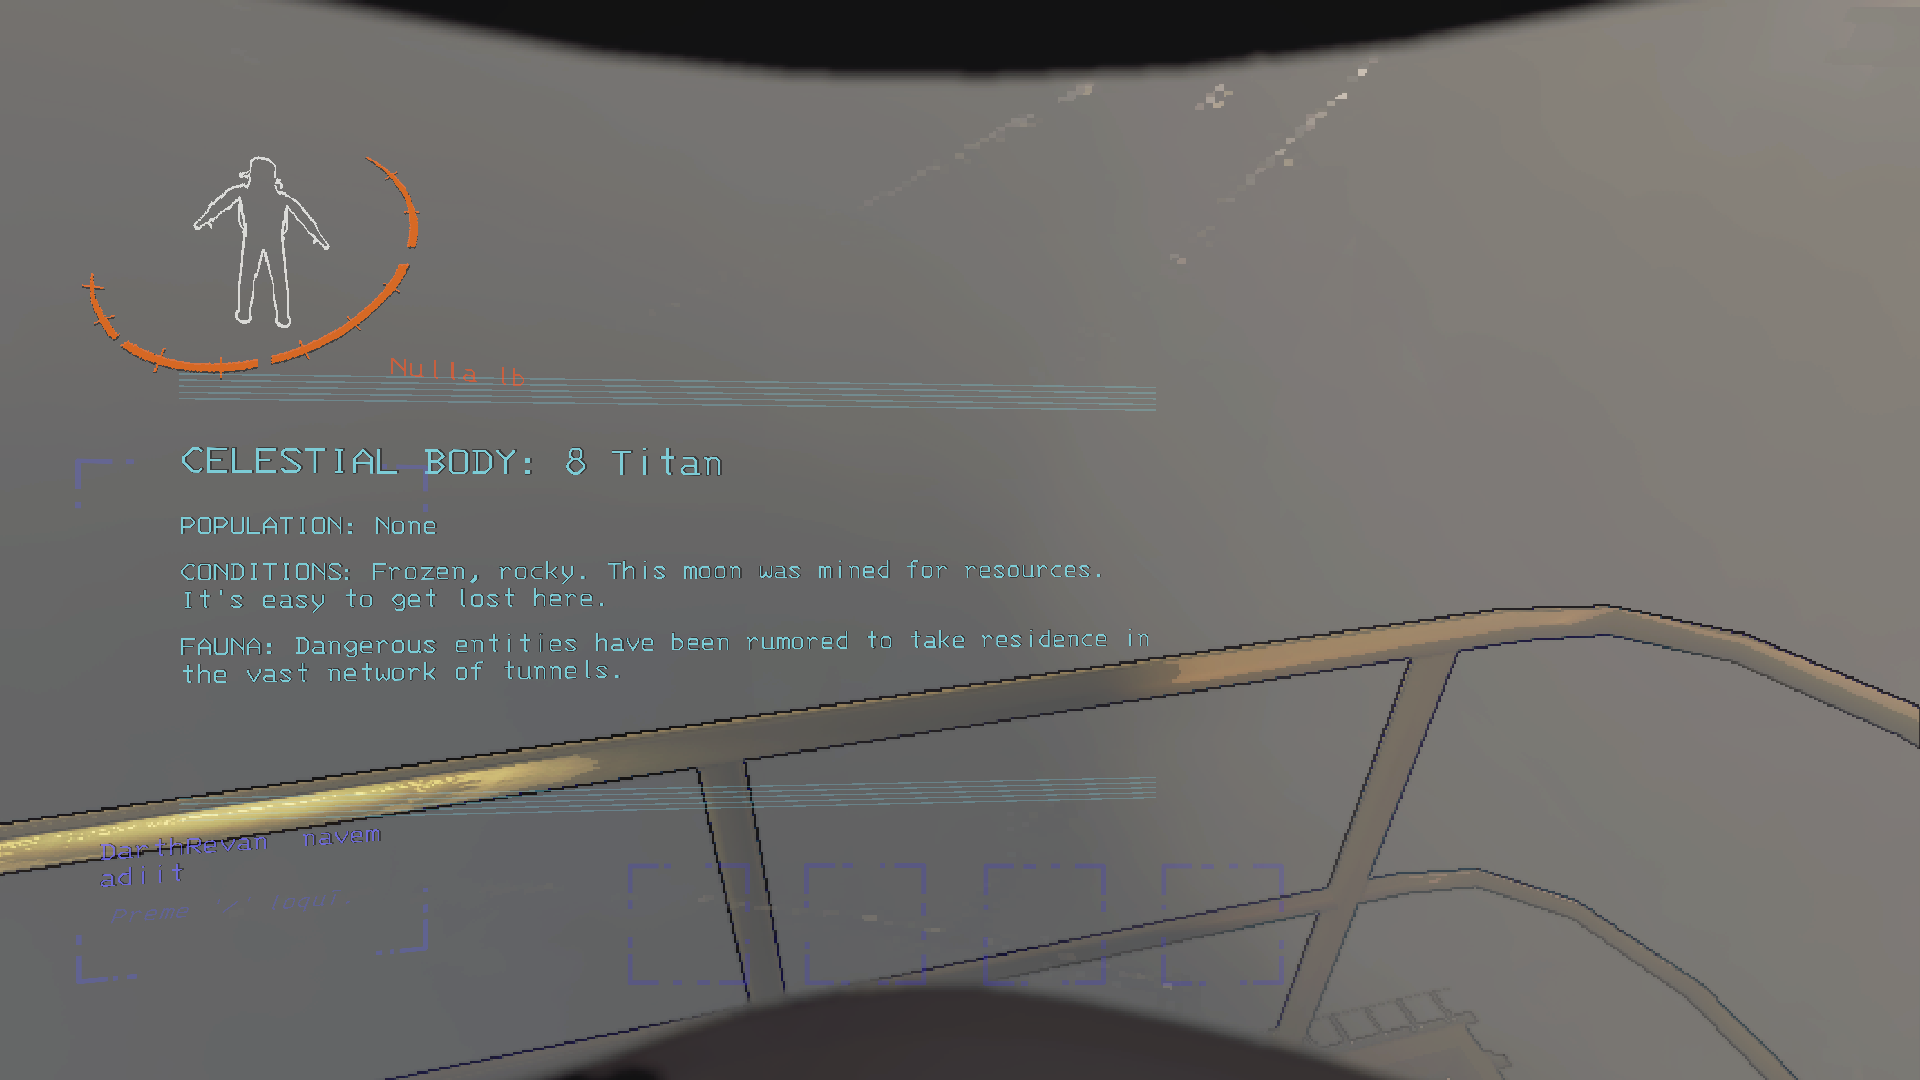 Nulla lb
CELESTIAL BODY: 8 Titan
POPULATION: None
CONDITIONS: Frozen, rocky. This moon was mined for resources.
It's easy to get lost here.
FAUNA: Dangerous entities have been rumored to take residence in
the vast network of tunnels.
DarthRevan navem
adiit